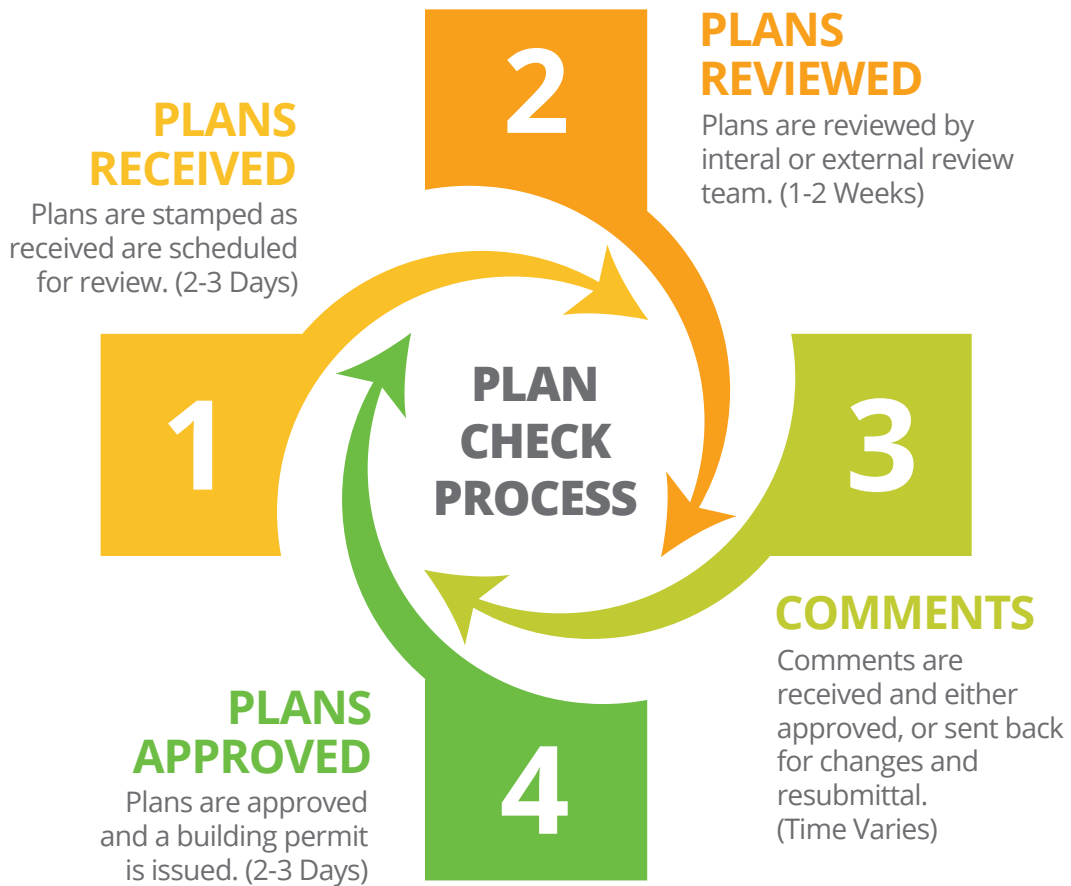 1
PLANS
RECEIVED
Plans are stamped as
received are scheduled
for review. (2-3 Days)
2
PLANS
REVIEWED
Plans are reviewed by
interal or external review
team. (1-2 Weeks)
PLAN
CHECK
PROCESS
3
COMMENTS
Comments are
received and either
approved, or sent back
for changes and
resubmittal.
(Time Varies)
4
PLANS
APPROVED
Plans are approved
and a building permit
is issued. (2-3 Days)